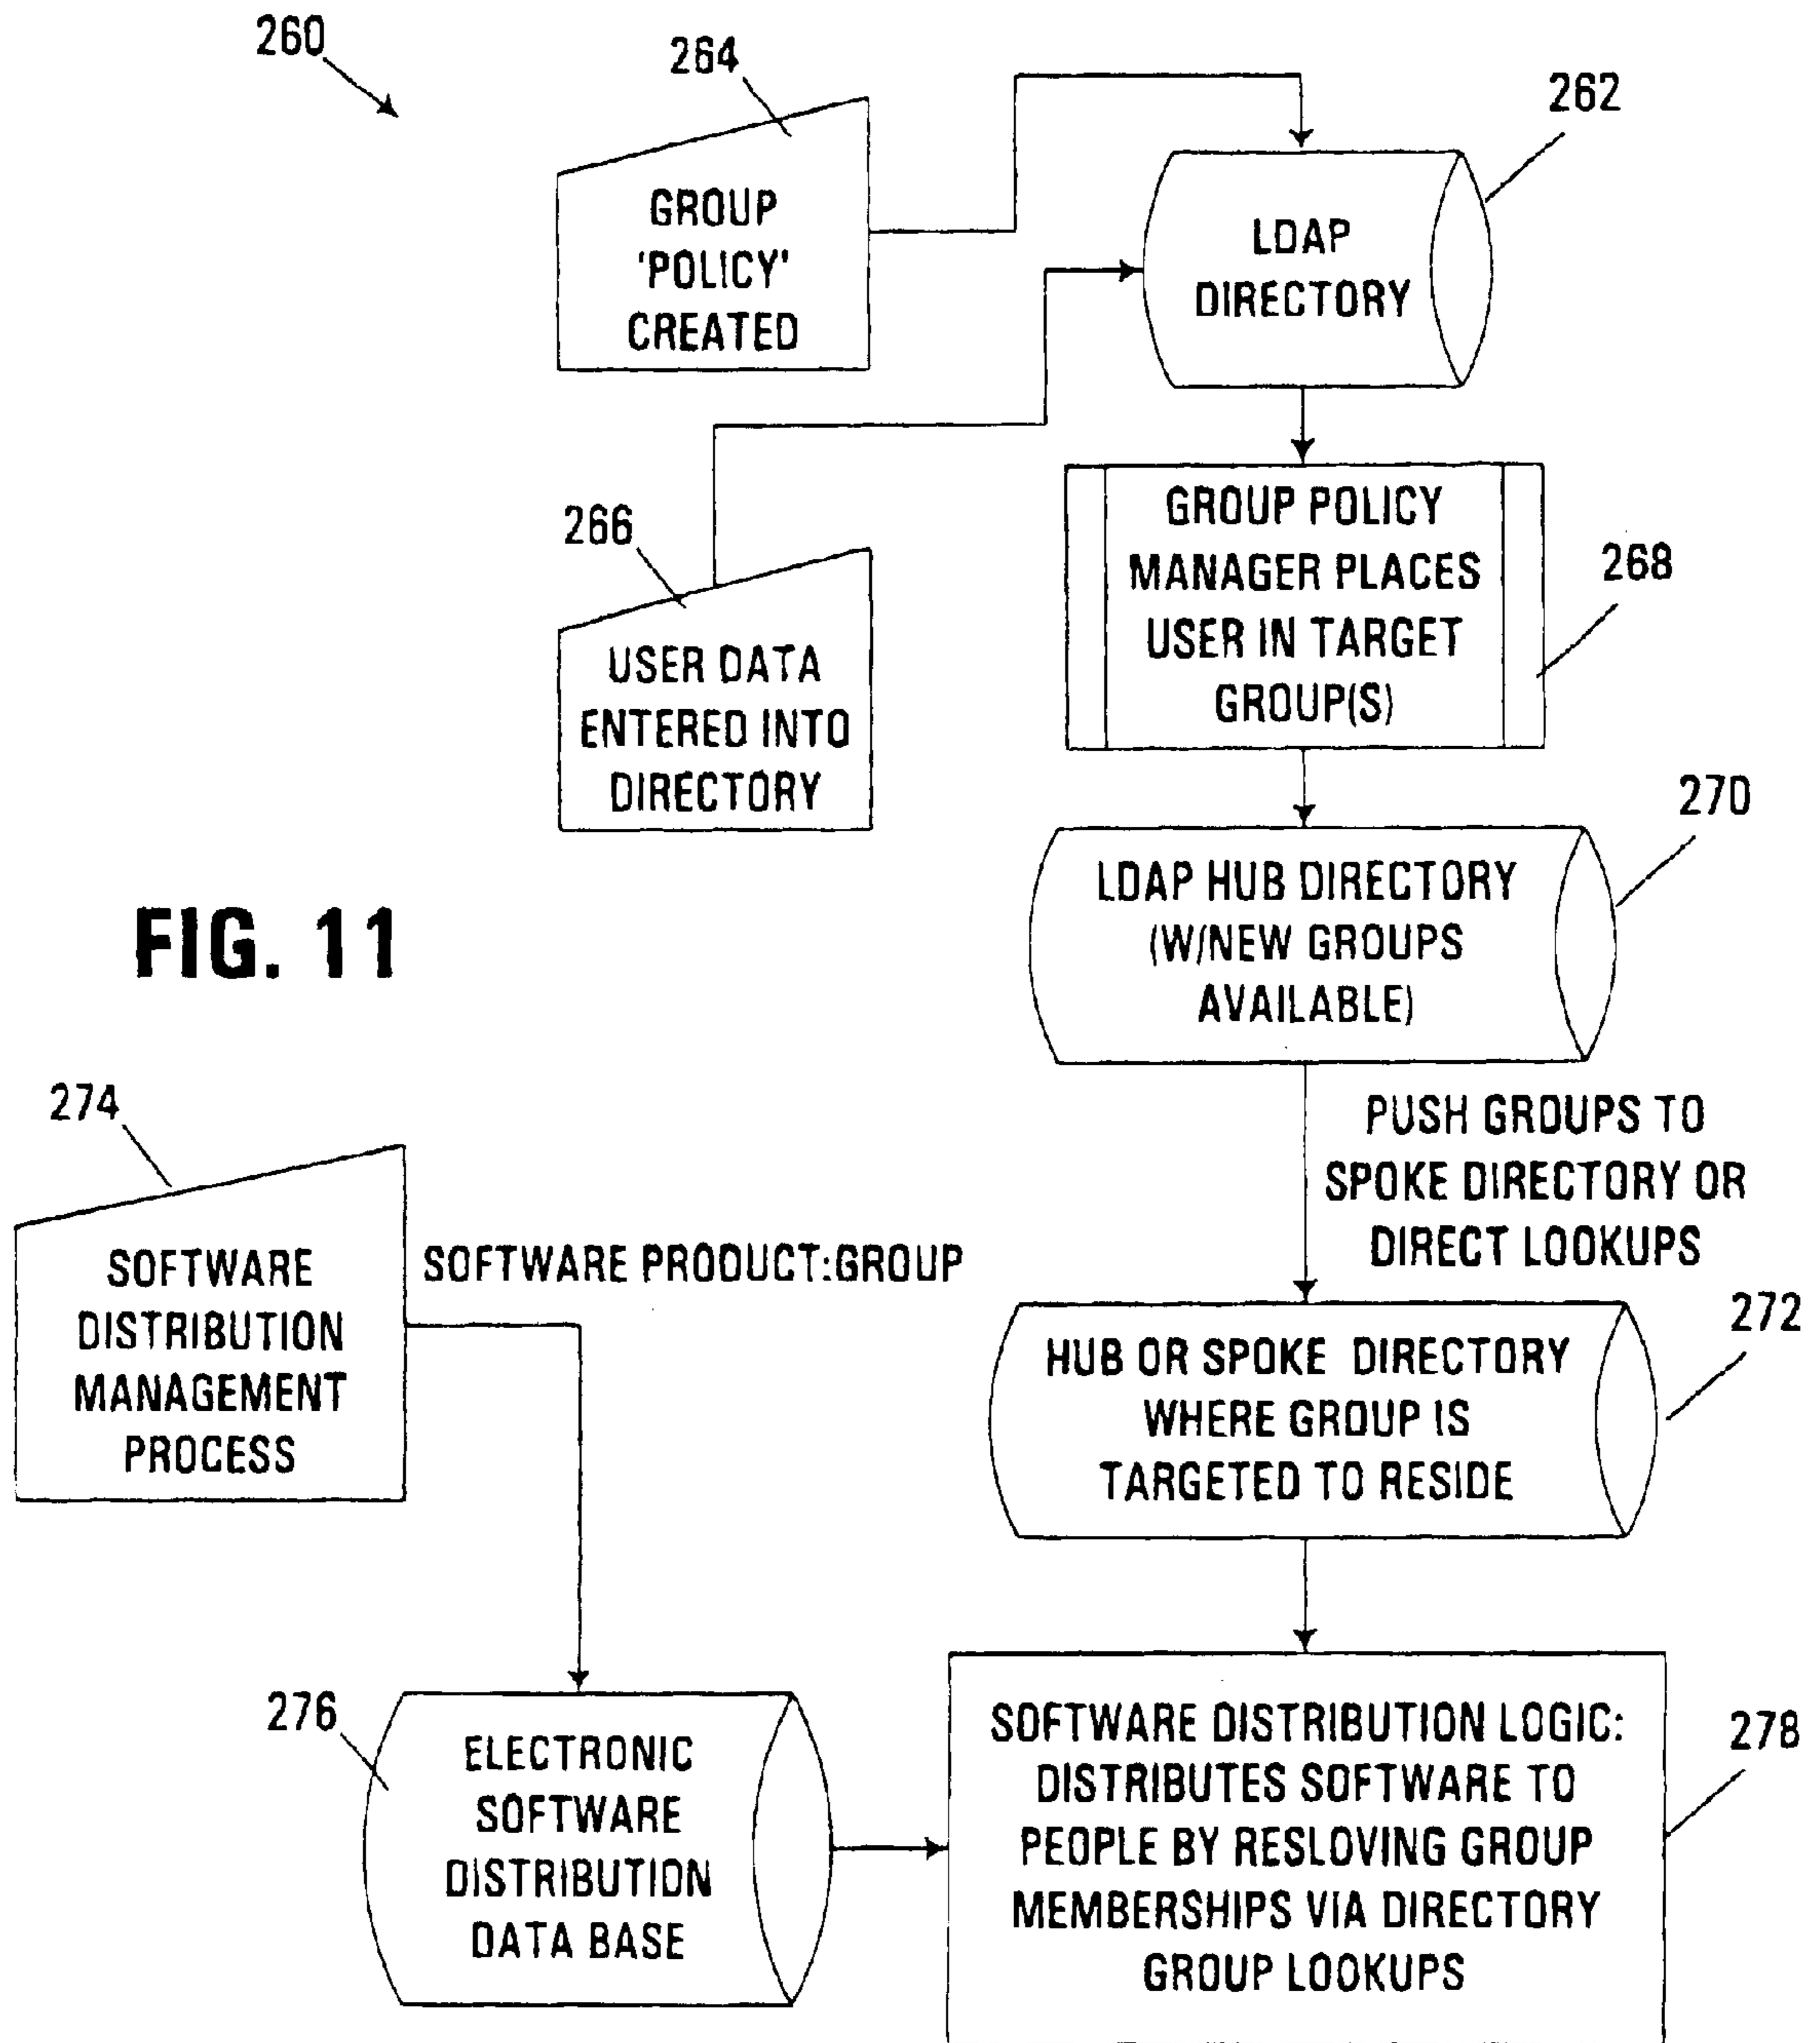 260
264
262
GROUP
'POLICY'
CREATED
LDAP
DIRECTORY
266
USER DATA
ENTERED INTO
DIRECTORY
GROUP POLICY
MANAGER PLACES
USER IN TARGET
GROUP(S)
268
270
LDAP HUB DIRECTORY
(W/NEW GROUPS
AVAILABLE)
FIG. 11
PUSH GROUPS TO
SPOKE DIRECTORY OR
DIRECT LOOKUPS
274
SOFTWARE
DISTRIBUTION
MANAGEMENT
PROCESS
SOFTWARE PRODUCT:GROUP
272
HUB OR SPOKE DIRECTORY
WHERE GROUP IS
TARGETED TO RESIDE
276
ELECTRONIC
SOFTWARE
DISTRIBUTION
DATA BASE
SOFTWARE DISTRIBUTION LOGIC:
DISTRIBUTES SOFTWARE TO
PEOPLE BY RESLOVING GROUP
MEMBERSHIPS VIA DIRECTORY
GROUP LOOKUPS
278